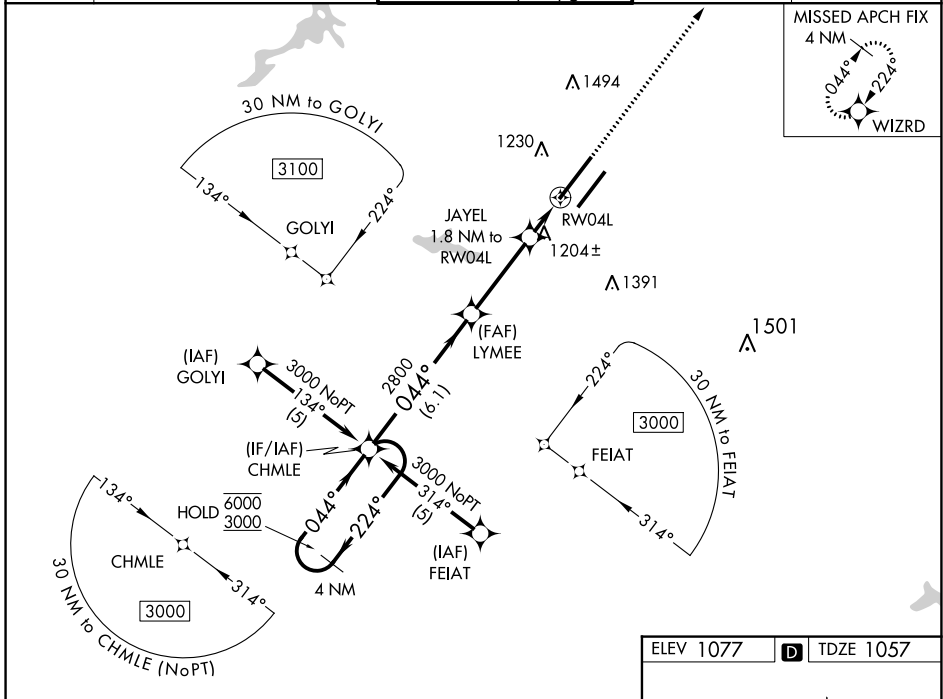 MISSED APCH FIX
4 NM
044°
224°
WIZRD
1494
30 NM to GOLYI
1230
3100
134°
224°
GOLYI
JAYEL
1.8 NM to
RW04L
RW04L
1204±
1391
(FAF)
LYMEE
1501
(IAF)
GOLYI
3000 NoPT
134°
(5)
2800
044°
(6.1)
224°
30 NM to FEIAT
3000
FEIAT
314°
(IF/IAF)
CHMLE
3000 NoPT
314°
(5)
134°
HOLD
6000
3000
044°
224°
(IAF)
FEIAT
CHMLE
314°
4 NM
3000
30 NM to CHMLE (NoPT)
ELEV 1077
D
TDZE 1057